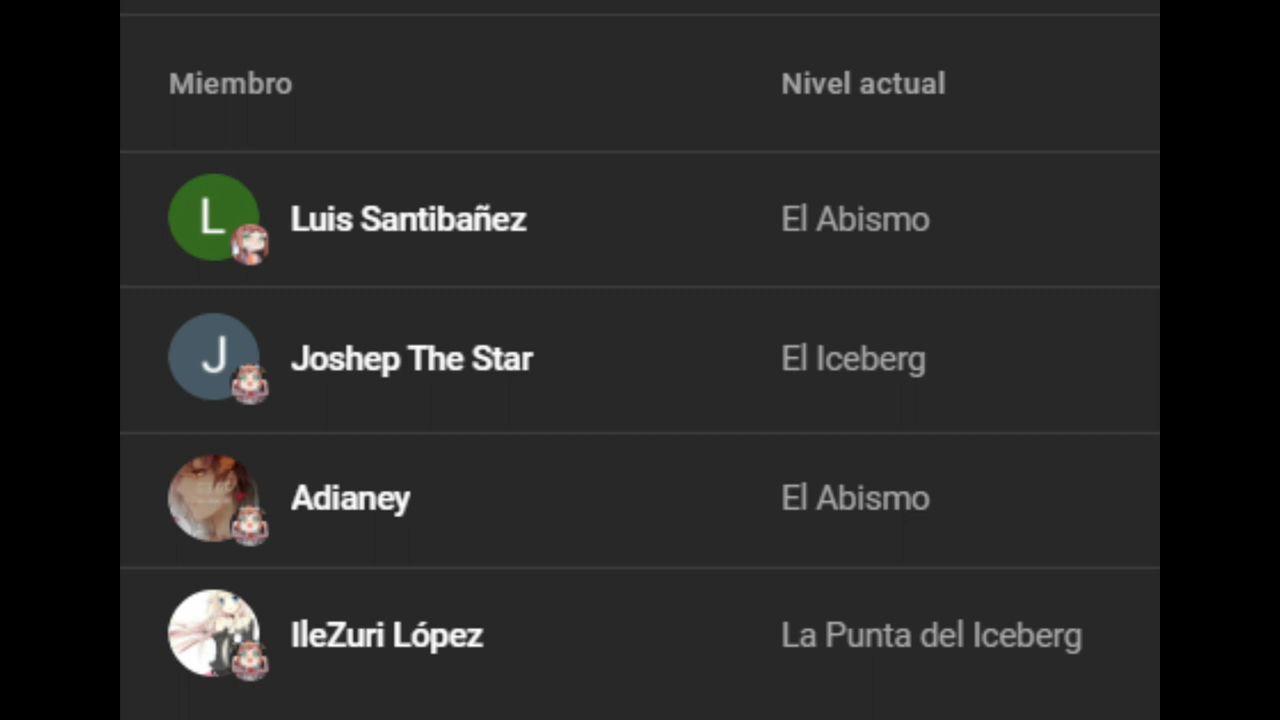 Miembro Nivel actual
L Luis Santibañez El Abismo
J Joshep The Star El Iceberg
Adianey El Abismo
IleZuri López La Punta del Iceberg